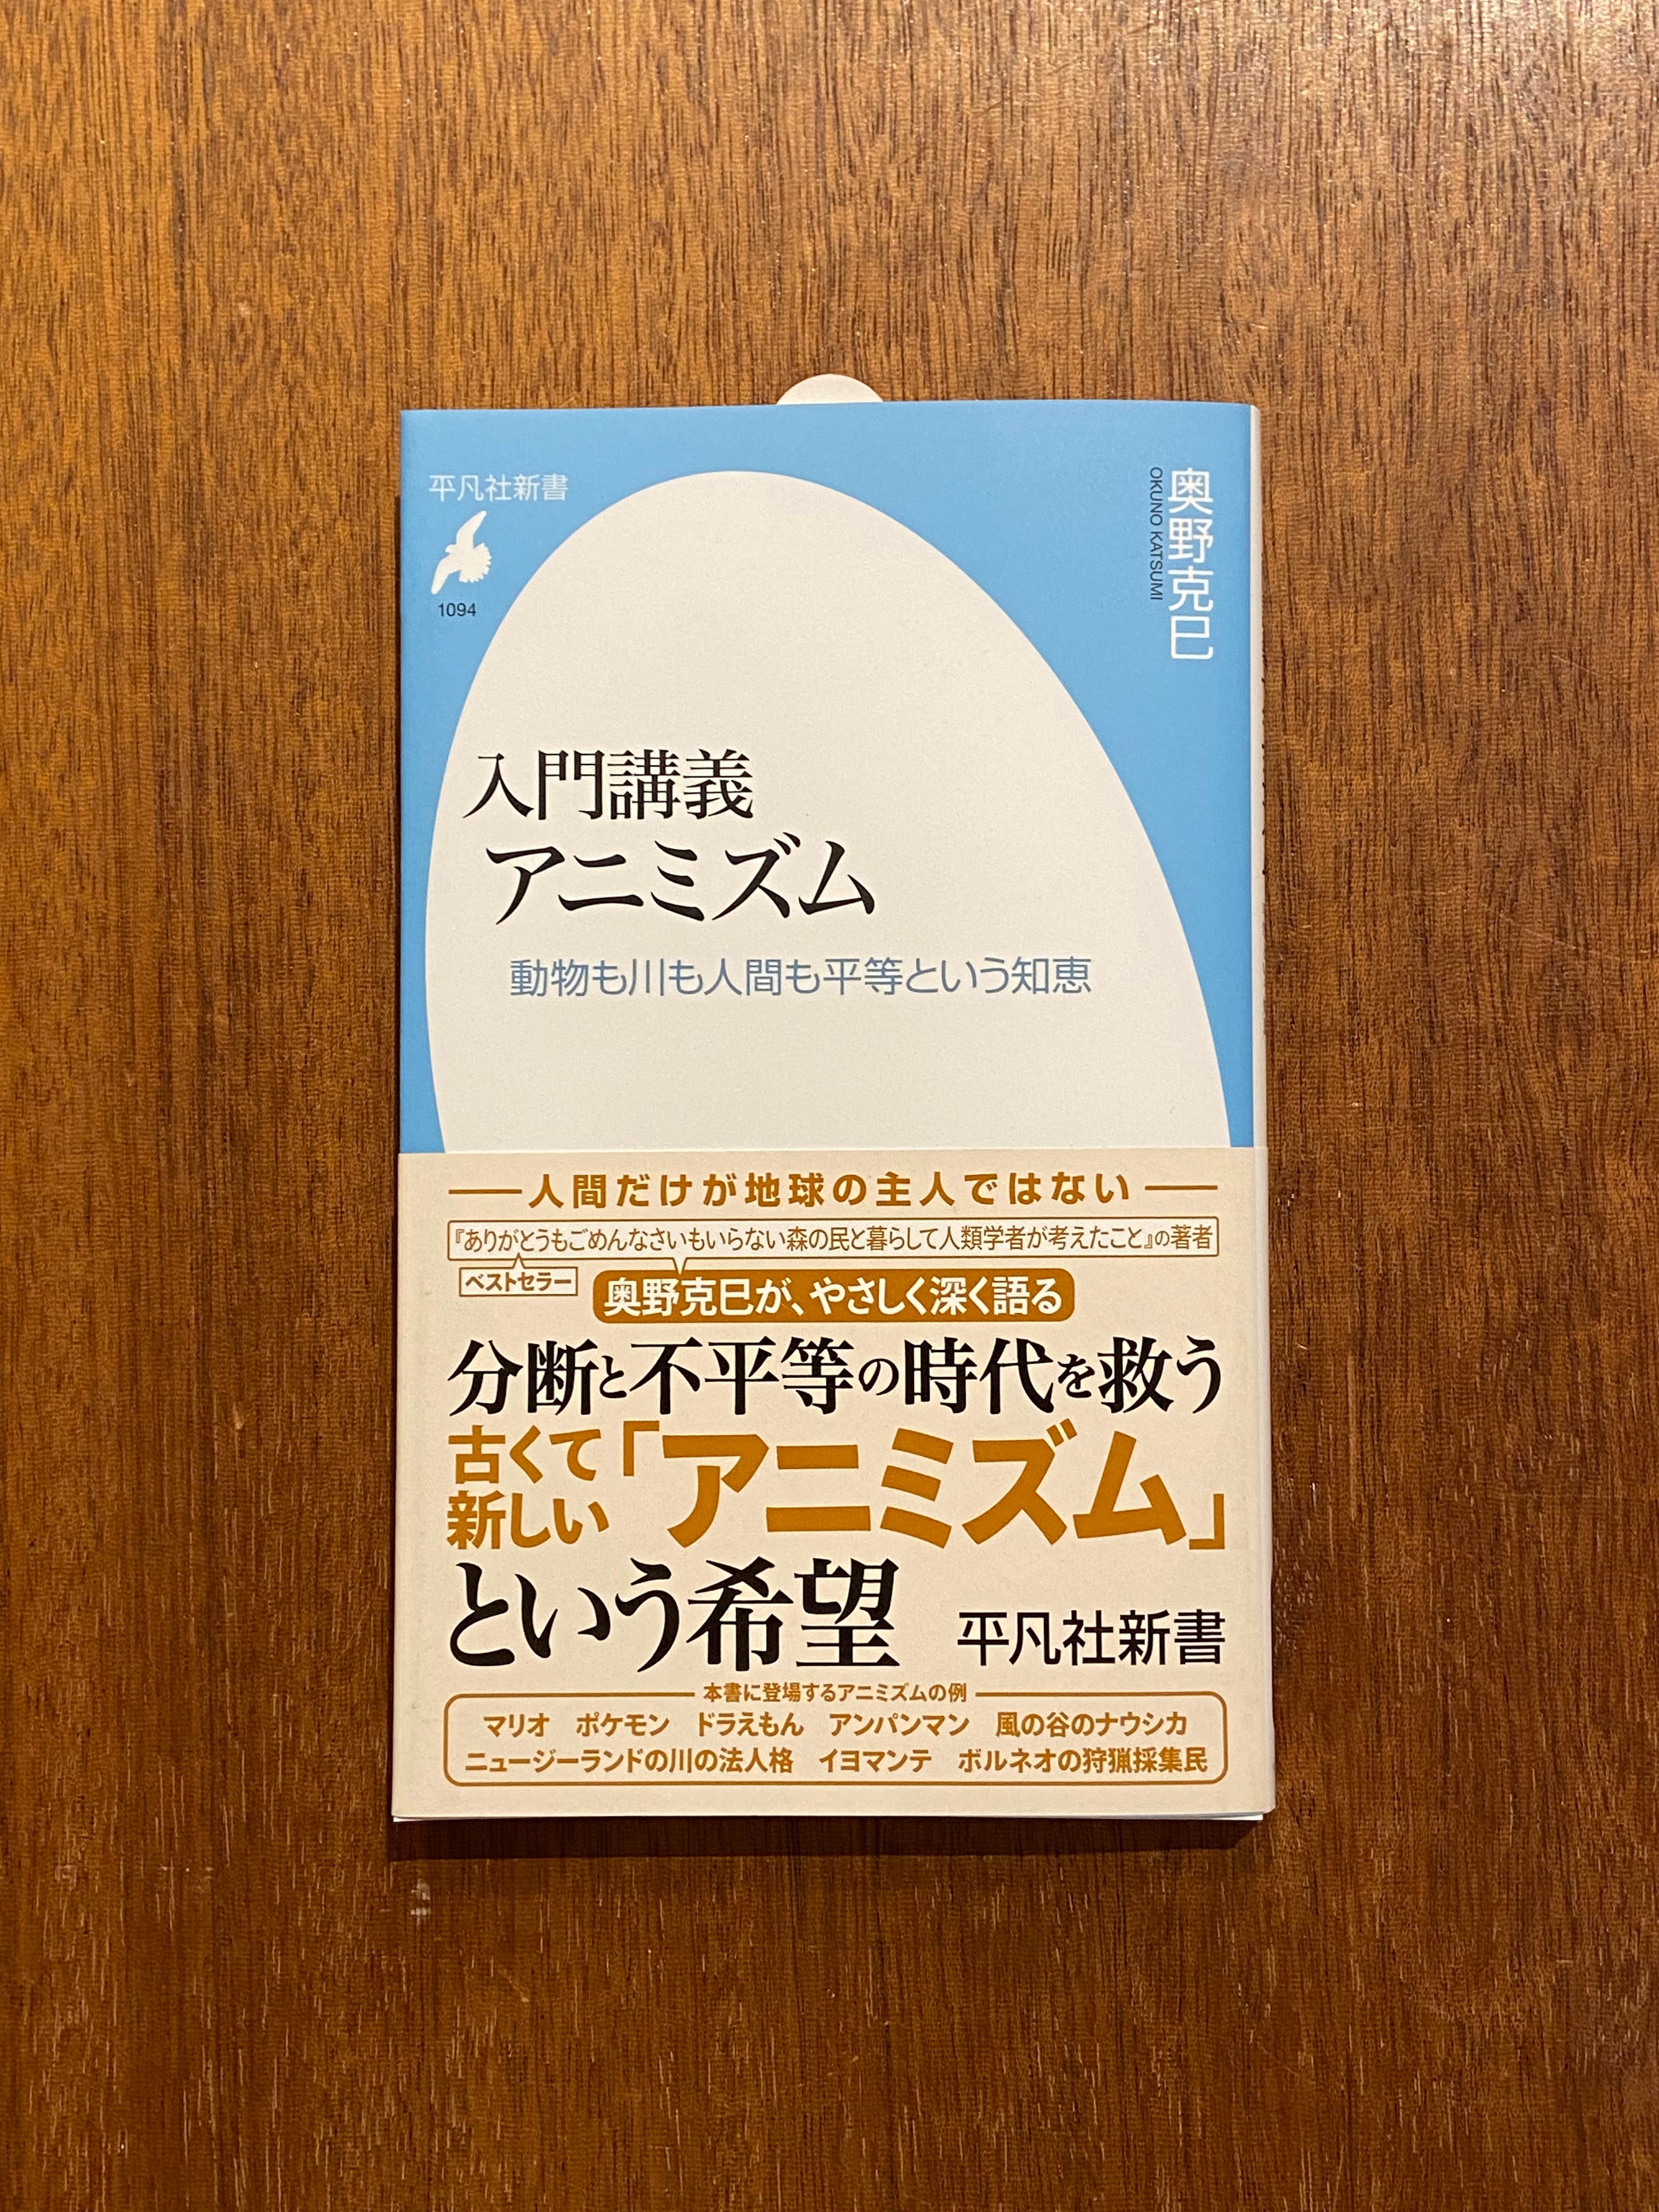 平凡社新書
1094
奥野克巳
OKUNO KATSUMI
入門講義
アニミズム
動物も川も人間も平等という知恵
人間だけが地球の主人ではない
『ありがとうもごめんなさいもいらない森の民と暮らして人類学者が考えたこと』の著者
ベストセラー
奥野克巳が、やさしく深く語る
分断と不平等の時代を救う
古くて
新しい
「アニミズム」
という希望
平凡社新書
本書に登場するアニミズムの例
マリオ ポケモン ドラえもん アンパンマン 風の谷のナウシカ
ニュージーランドの川の法人格 イヨマンテ ボルネオの狩猟採集民